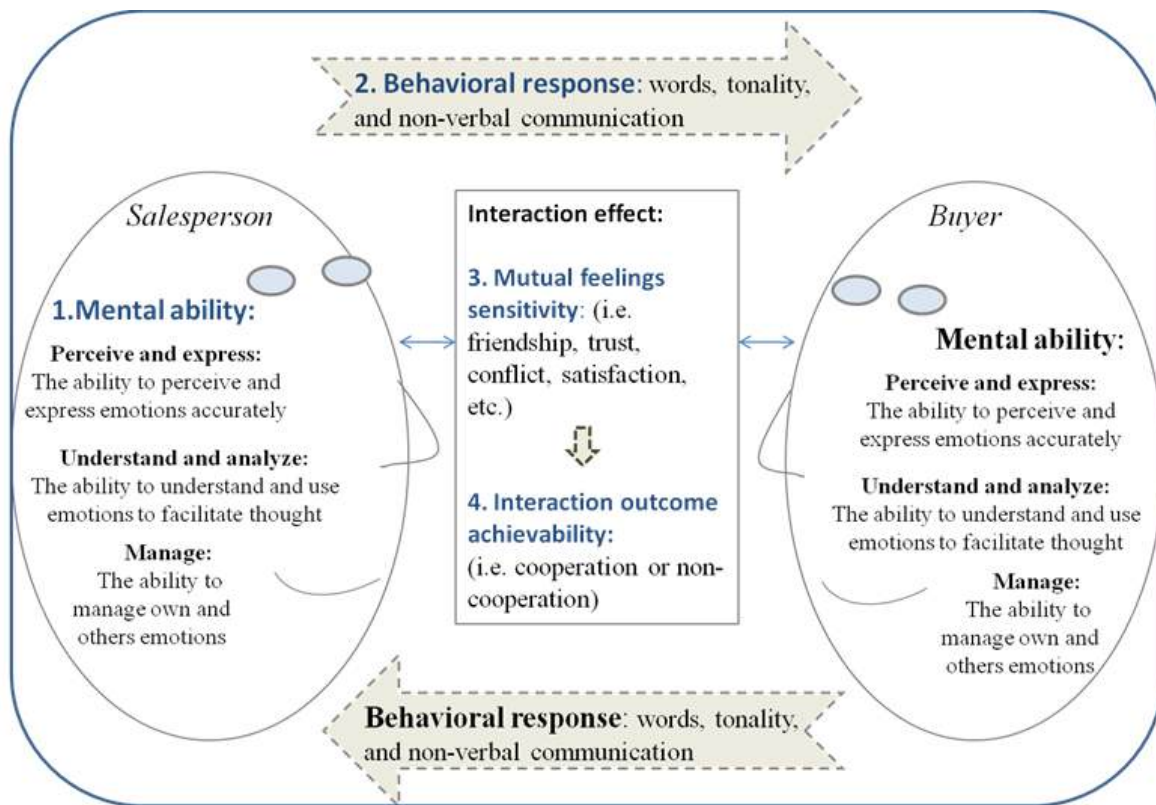 2. Behavioral response: words, tonality,
and non-verbal communication
Salesperson
1.Mental ability:
Perceive and express:
The ability to perceive and
express emotions accurately
Understand and analyze:
The ability to understand and use
emotions to facilitate thought
Manage:
The ability to
manage own and
others emotions
Interaction effect:
3. Mutual feelings
sensitivity: (i.e.
friendship, trust,
conflict, satisfaction,
etc.)
4. Interaction outcome
achievability:
(i.e. cooperation or non-
cooperation)
Buyer
Mental ability:
Perceive and express:
The ability to perceive and
express emotions accurately
Understand and analyze:
The ability to understand and use
emotions to facilitate thought
Manage:
The ability to
manage own and
others emotions
Behavioral response: words, tonality,
and non-verbal communication